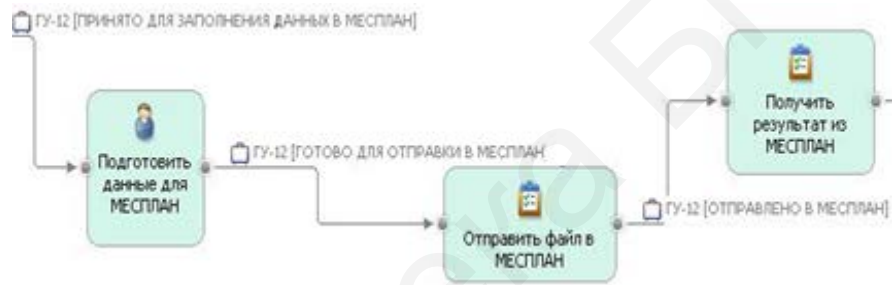 ГУ-12 [ПРИНЯТО ДЛЯ ЗАПОЛНЕНИЯ ДАННЫХ В МЕСПЛАН]
Подготовить
данные для
МЕСПЛАН
ГУ-12 [ГОТОВО ДЛЯ ОТПРАВКИ В МЕСПЛАН
Отправить файл в
МЕСПЛАН
ГУ-12 [ОТПРАВЛЕНО В МЕСПЛАН]
Получить
результат из
МЕСПЛАН